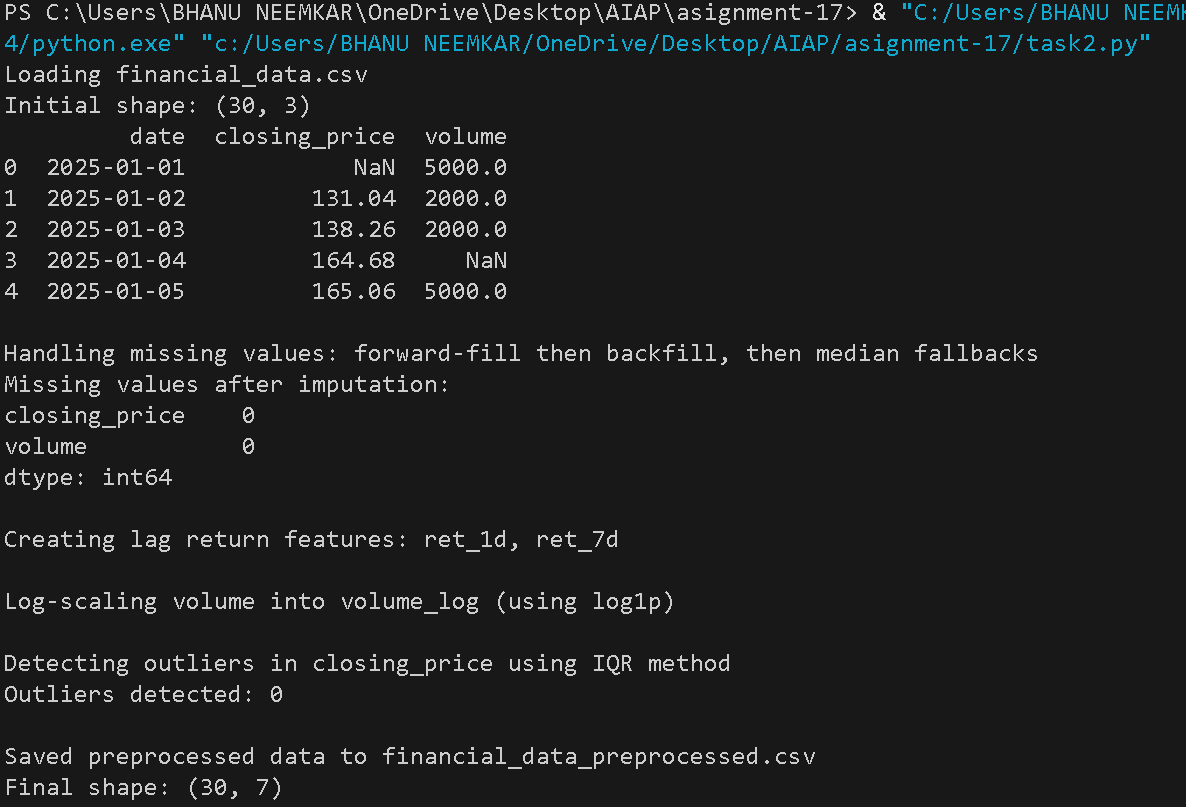 PS C:\Users\BHANU NEEMKAR\OneDrive\Desktop\AIAP\asignment-17> & "C:/Users/BHANU NEEMK
4/python.exe" "c:/Users/BHANU NEEMKAR/OneDrive/Desktop/AIAP/asignment-17/task2.py"
Loading financial_data.csv
Initial shape: (30, 3)
         date  closing_price  volume
0  2025-01-01            NaN  5000.0
1  2025-01-02         131.04  2000.0
2  2025-01-03         138.26  2000.0
3  2025-01-04         164.68     NaN
4  2025-01-05         165.06  5000.0

Handling missing values: forward-fill then backfill, then median fallbacks
Missing values after imputation:
closing_price    0
volume           0
dtype: int64

Creating lag return features: ret_1d, ret_7d

Log-scaling volume into volume_log (using log1p)

Detecting outliers in closing_price using IQR method
Outliers detected: 0

Saved preprocessed data to financial_data_preprocessed.csv
Final shape: (30, 7)